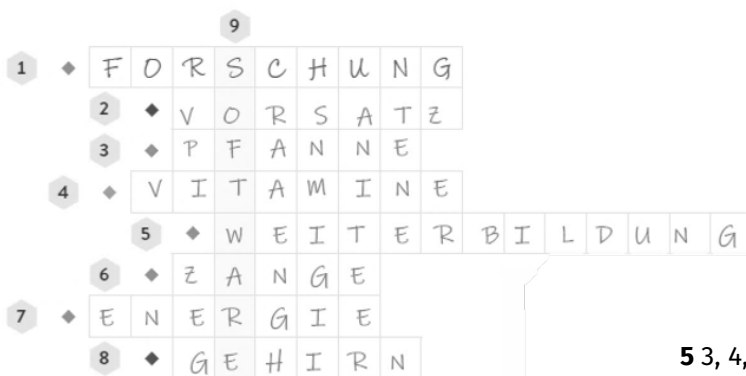 9
1 ◆ FORSCHUNG
2 ◆ VORSATZ
3 ◆ PFANNE
4 ◆ VITAMINE
5 ◆ WEITERBILDUNG
6 ◆ ZANGE
7 ◆ ENERGIE
8 ◆ GEHIRN
5 3, 4,